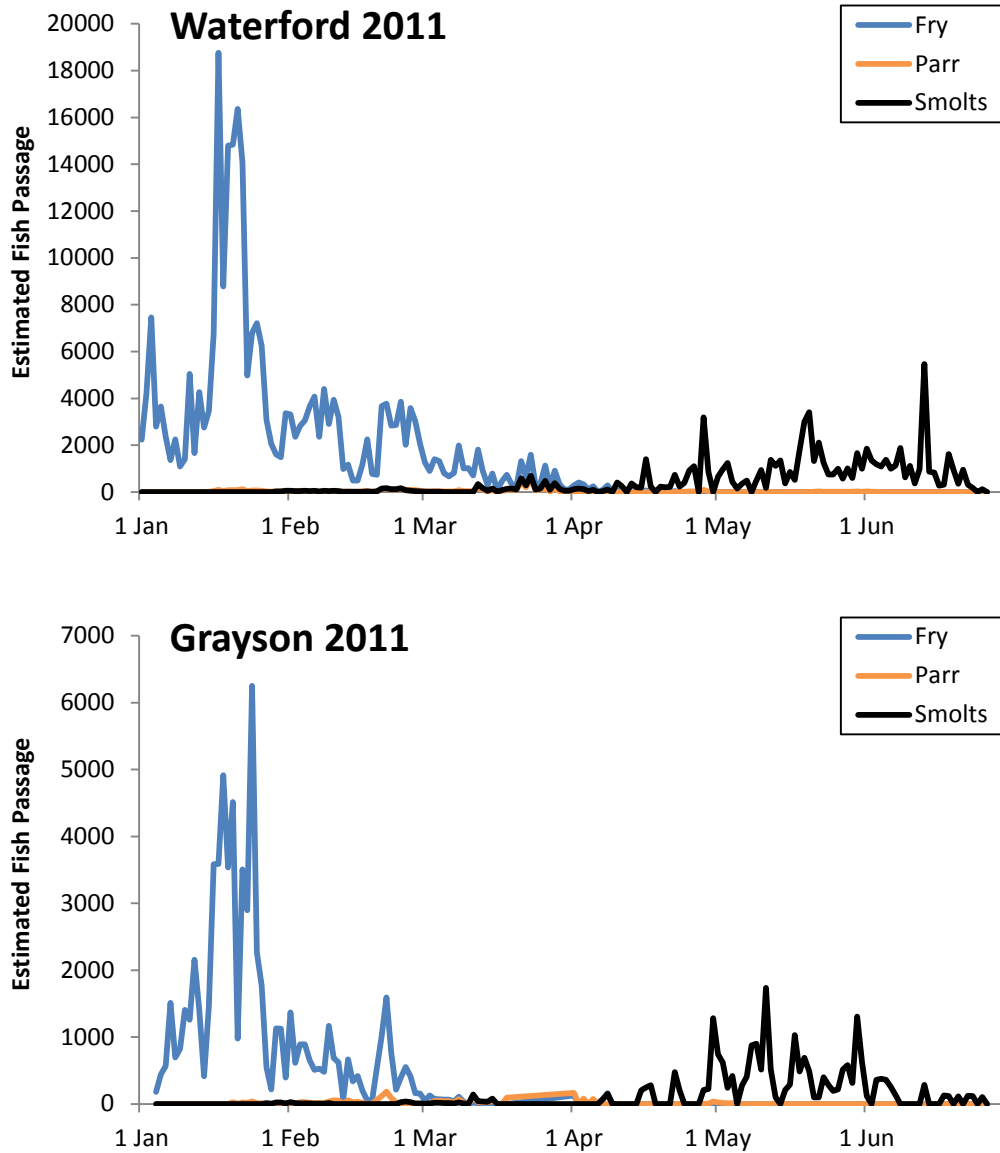 Waterford 2011
Fry
Parr
Smolts
Estimated Fish Passage
20000
18000
16000
14000
12000
10000
8000
6000
4000
2000
0
1 Jan 1 Feb 1 Mar 1 Apr 1 May 1 Jun
Grayson 2011
Fry
Parr
Smolts
Estimated Fish Passage
7000
6000
5000
4000
3000
2000
1000
0
1 Jan 1 Feb 1 Mar 1 Apr 1 May 1 Jun